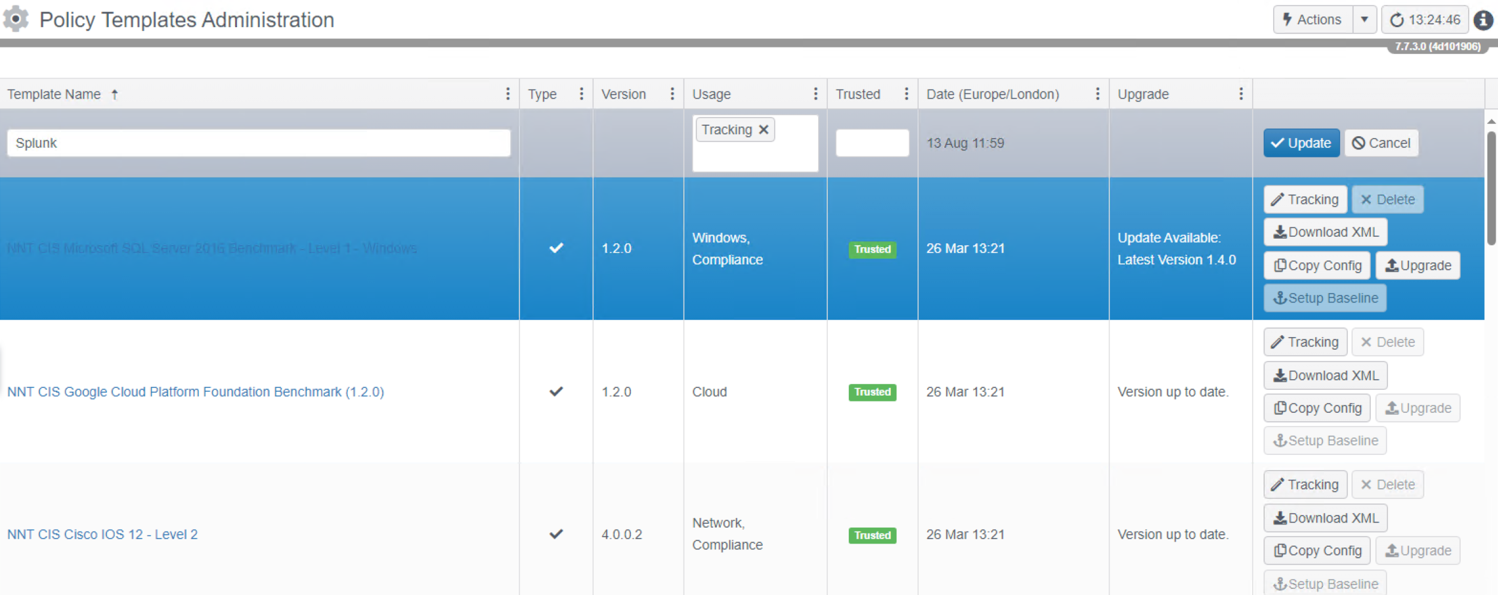 Policy Templates Administration
Actions
13:24:46
7.7.3.0 (4d101906)
Template Name Type Version Usage Trusted Date (Europe/London) Upgrade
Splunk Tracking 13 Aug 11:59 Update Cancel
NNT CIS Microsoft SQL Server 2016 Benchmark - Level 1 - Windows 1.2.0 Windows, Compliance Trusted 26 Mar 13:21 Update Available: Latest Version 1.4.0
Tracking Delete
Download XML
Copy Config Upgrade
Setup Baseline
NNT CIS Google Cloud Platform Foundation Benchmark (1.2.0) 1.2.0 Cloud Trusted 26 Mar 13:21 Version up to date.
Tracking Delete
Download XML
Copy Config Upgrade
Setup Baseline
NNT CIS Cisco IOS 12 - Level 2 4.0.0.2 Network, Compliance Trusted 26 Mar 13:21 Version up to date.
Tracking Delete
Download XML
Copy Config Upgrade
Setup Baseline